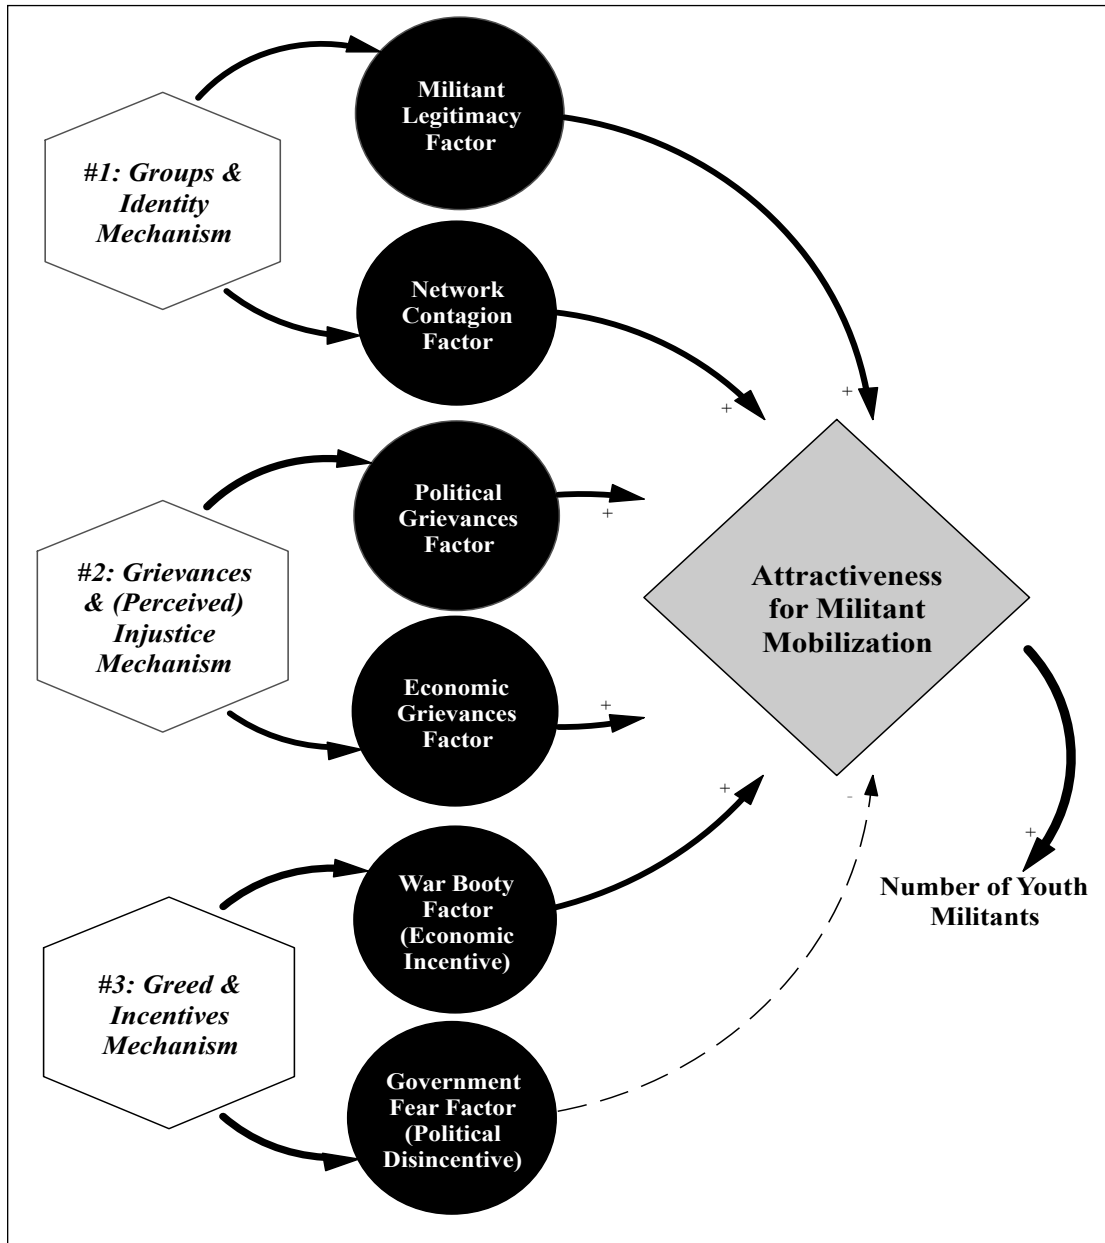 #1: Groups &
Identity
Mechanism
Militant
Legitimacy
Factor
Network
Contagion
Factor
+
+
#2: Grievances
& (Perceived)
Injustice
Mechanism
Political
Grievances
Factor
+
Economic
Grievances
Factor
+
Attractiveness
for Militant
Mobilization
#3: Greed &
Incentives
Mechanism
War Booty
Factor
(Economic
Incentive)
+
Government
Fear Factor
(Political
Disincentive)
-
+
Number of Youth
Militants